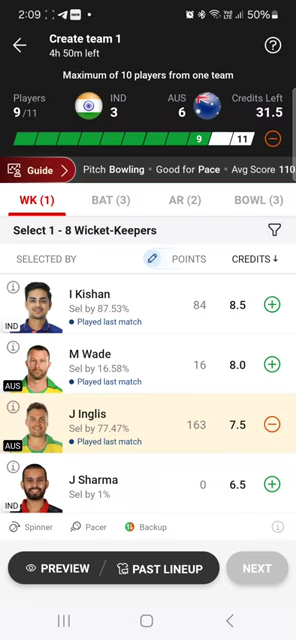 2:09
50%
Create team 1
4h 50m left
Maximum of 10 players from one team
Players
9/11
IND
3
AUS
6
Credits Left
31.5
9
11
Guide
Pitch Bowling • Good for Pace • Avg Score 110
WK (1)
BAT (3)
AR (2)
BOWL (3)
Select 1 - 8 Wicket-Keepers
SELECTED BY
POINTS
CREDITS ↓
I Kishan
Sel by 87.53%
84
8.5
• Played last match
IND
M Wade
Sel by 16.58%
16
8.0
• Played last match
AUS
J Inglis
Sel by 77.47%
163
7.5
• Played last match
AUS
J Sharma
Sel by 1%
0
6.5
IND
Spinner
Pacer
Backup
PREVIEW
PAST LINEUP
NEXT